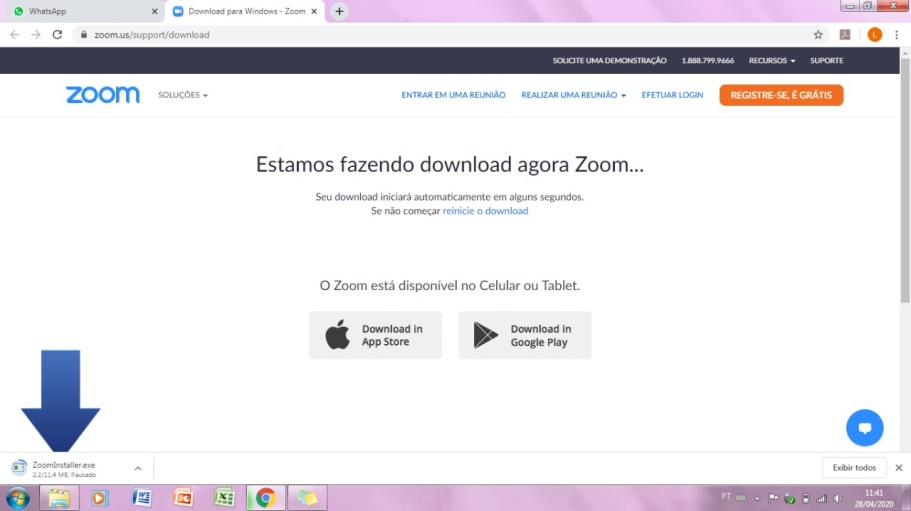 WhatsApp
Download para Windows - Zoom
zoom.us/support/download
L
SOLICITE UMA DEMONSTRAÇÃO 1.888.799.9666 RECURSOS SUPORTE
zoom SOLUÇÕES ENTRAR EM UMA REUNIÃO REALIZAR UMA REUNIÃO EFETUAR LOGIN REGISTRE-SE, É GRÁTIS
Estamos fazendo download agora Zoom...
Seu download iniciará automaticamente em alguns segundos.
Se não começar reinicie o download
O Zoom está disponível no Celular ou Tablet.
Download in
App Store
Download in
Google Play
ZoomInstaller.exe
2,2/11,4 MB, Pausado
Exibir todos
PT
11:41
28/04/2020